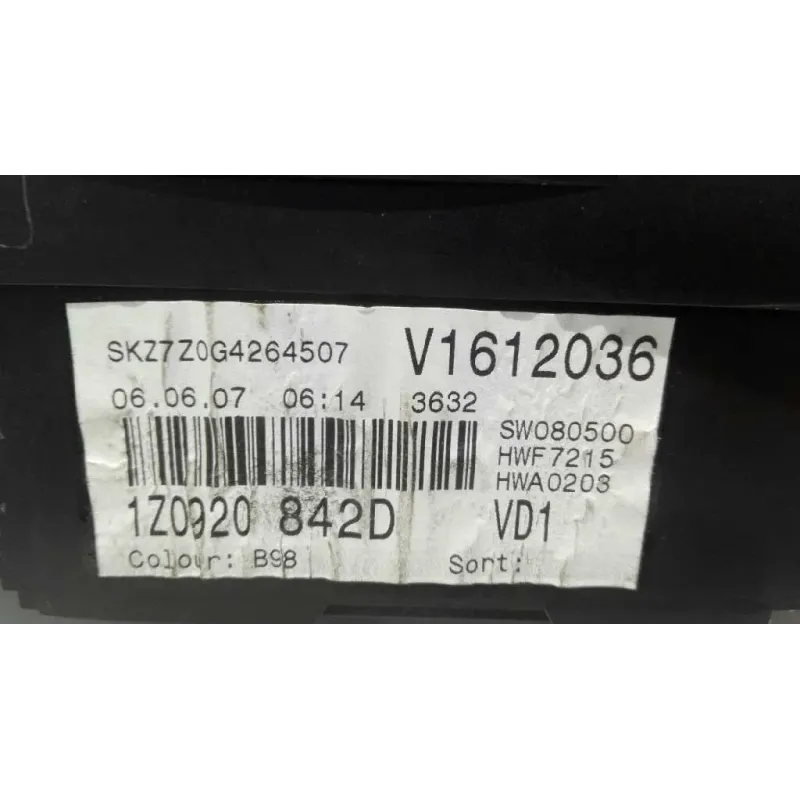 SKZ7Z0G4264507 V1612036
06.06.07 06:14 3632
SW080500
HWF7215
HWA0203
1Z0920 842D VD1
Colour: B98 Sort: